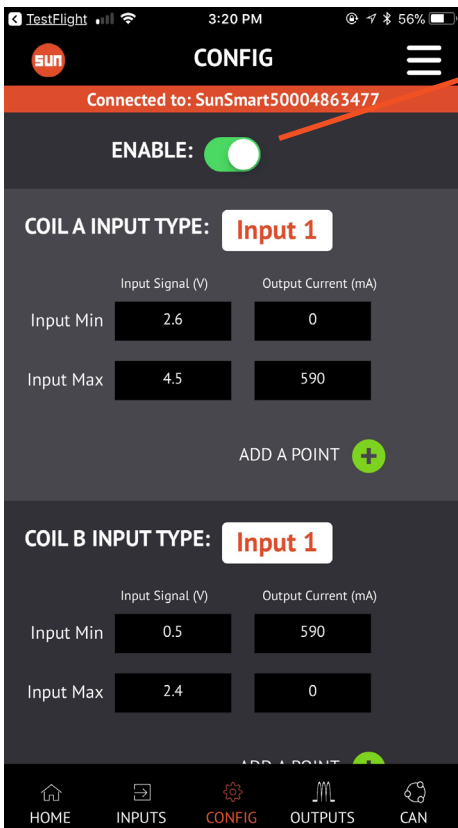 TestFlight 3:20 PM 56%
sun CONFIG
Connected to: SunSmart50004863477
ENABLE:
COIL A INPUT TYPE: Input 1
Input Signal (V) Output Current (mA)
Input Min 2.6 0
Input Max 4.5 590
ADD A POINT +
COIL B INPUT TYPE: Input 1
Input Signal (V) Output Current (mA)
Input Min 0.5 590
Input Max 2.4 0
ADD A POINT
HOME INPUTS CONFIG OUTPUTS CAN